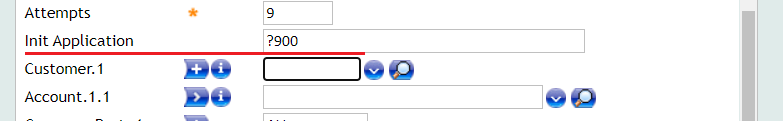 Attempts 9
Init Application ?900
Customer.1
Account.1.1